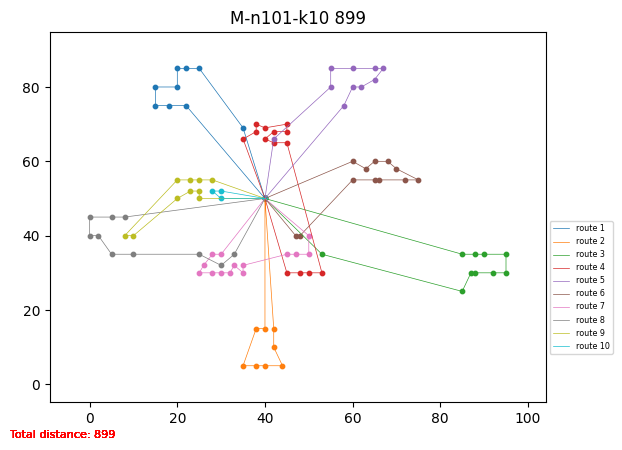 M-n101-k10 899
80
60
40
20
0
0 20 40 60 80 100
route 1
route 2
route 3
route 4
route 5
route 6
route 7
route 8
route 9
route 10
Total distance: 899